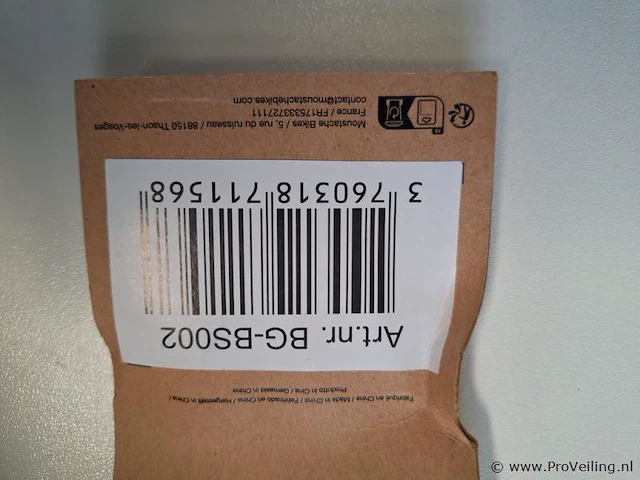 Fabriqué en Chine / Made in China / Fabricado en China / Hergestellt in China /
Prodotto in Cina / Gemaakt in China
Art.nr. BG-BS002
3 760318 711568
Moustache Bikes / 5, rue du ruisseau / 88150 Thaon-les-Vosges
France / FR17533372711
contact@moustachebikes.com
© www.ProVeiling.nl